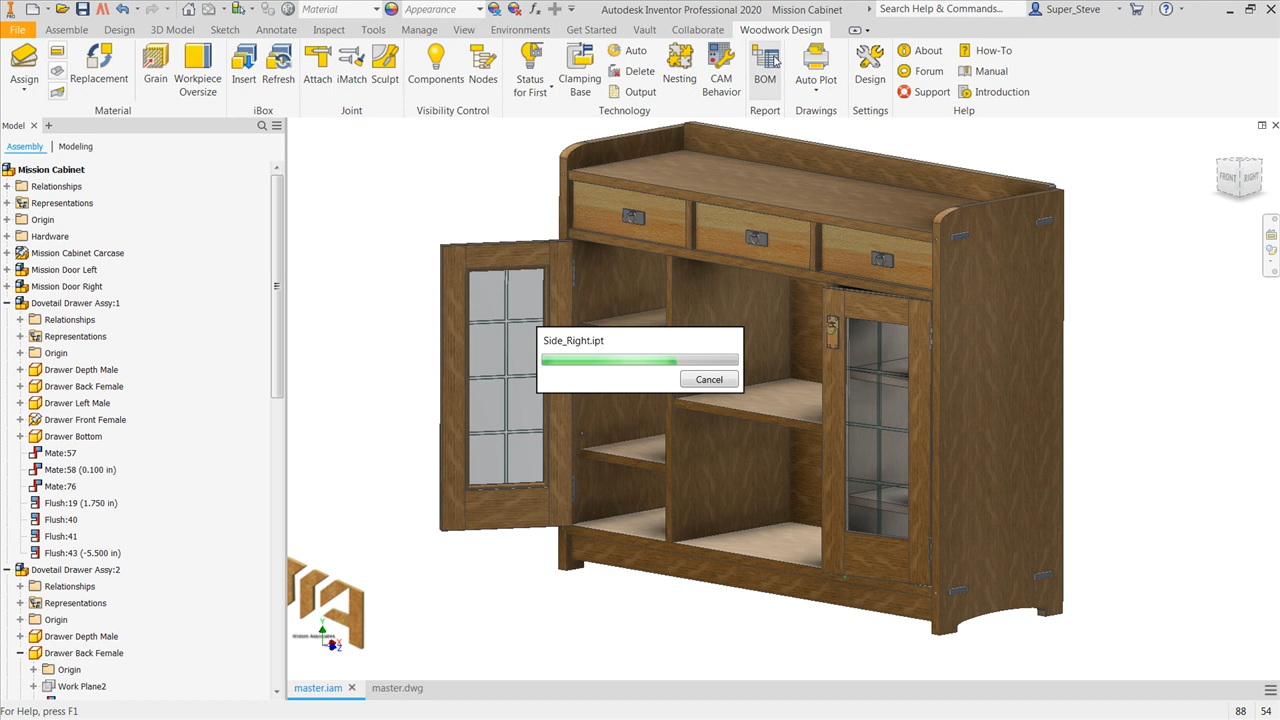 Material
Appearance
Autodesk Inventor Professional 2020 Mission Cabinet
Search Help & Commands...
Super_Steve
PRO
File Assembly Design 3D Model Sketch Annotate Inspect Tools Manage View Environments Get Started Vault Collaborate Woodwork Design
Assign
Replacement
Grain
Workpiece
Oversize
Insert
Refresh
Attach
iMatch
Sculpt
Components
Nodes
Status
for First
Clamping
Base
Auto
Delete
Output
Nesting
CAM
Behavior
BOM
Auto Plot
Design
About
Forum
Support
How-To
Manual
Introduction
Material iBox Joint Visibility Control Technology Report Drawings Settings Help
Model
Assembly Modeling
Mission Cabinet
Relationships
Representations
Origin
Hardware
Mission Cabinet Carcase
Mission Door Left
Mission Door Right
Dovetail Drawer Assy:1
Relationships
Representations
Origin
Drawer Depth Male
Drawer Back Female
Drawer Left Male
Drawer Front Female
Drawer Bottom
Mate:57
Mate:58 (0.100 in)
Mate:76
Flush:19 (1.750 in)
Flush:40
Flush:41
Flush:43 (-5.500 in)
Dovetail Drawer Assy:2
Relationships
Representations
Origin
Drawer Depth Male
Drawer Back Female
Origin
Work Plane2
FRONT RIGHT
Side_Right.ipt
Cancel
Y
X
Z
master.iam master.dwg
For Help, press F1
88 54